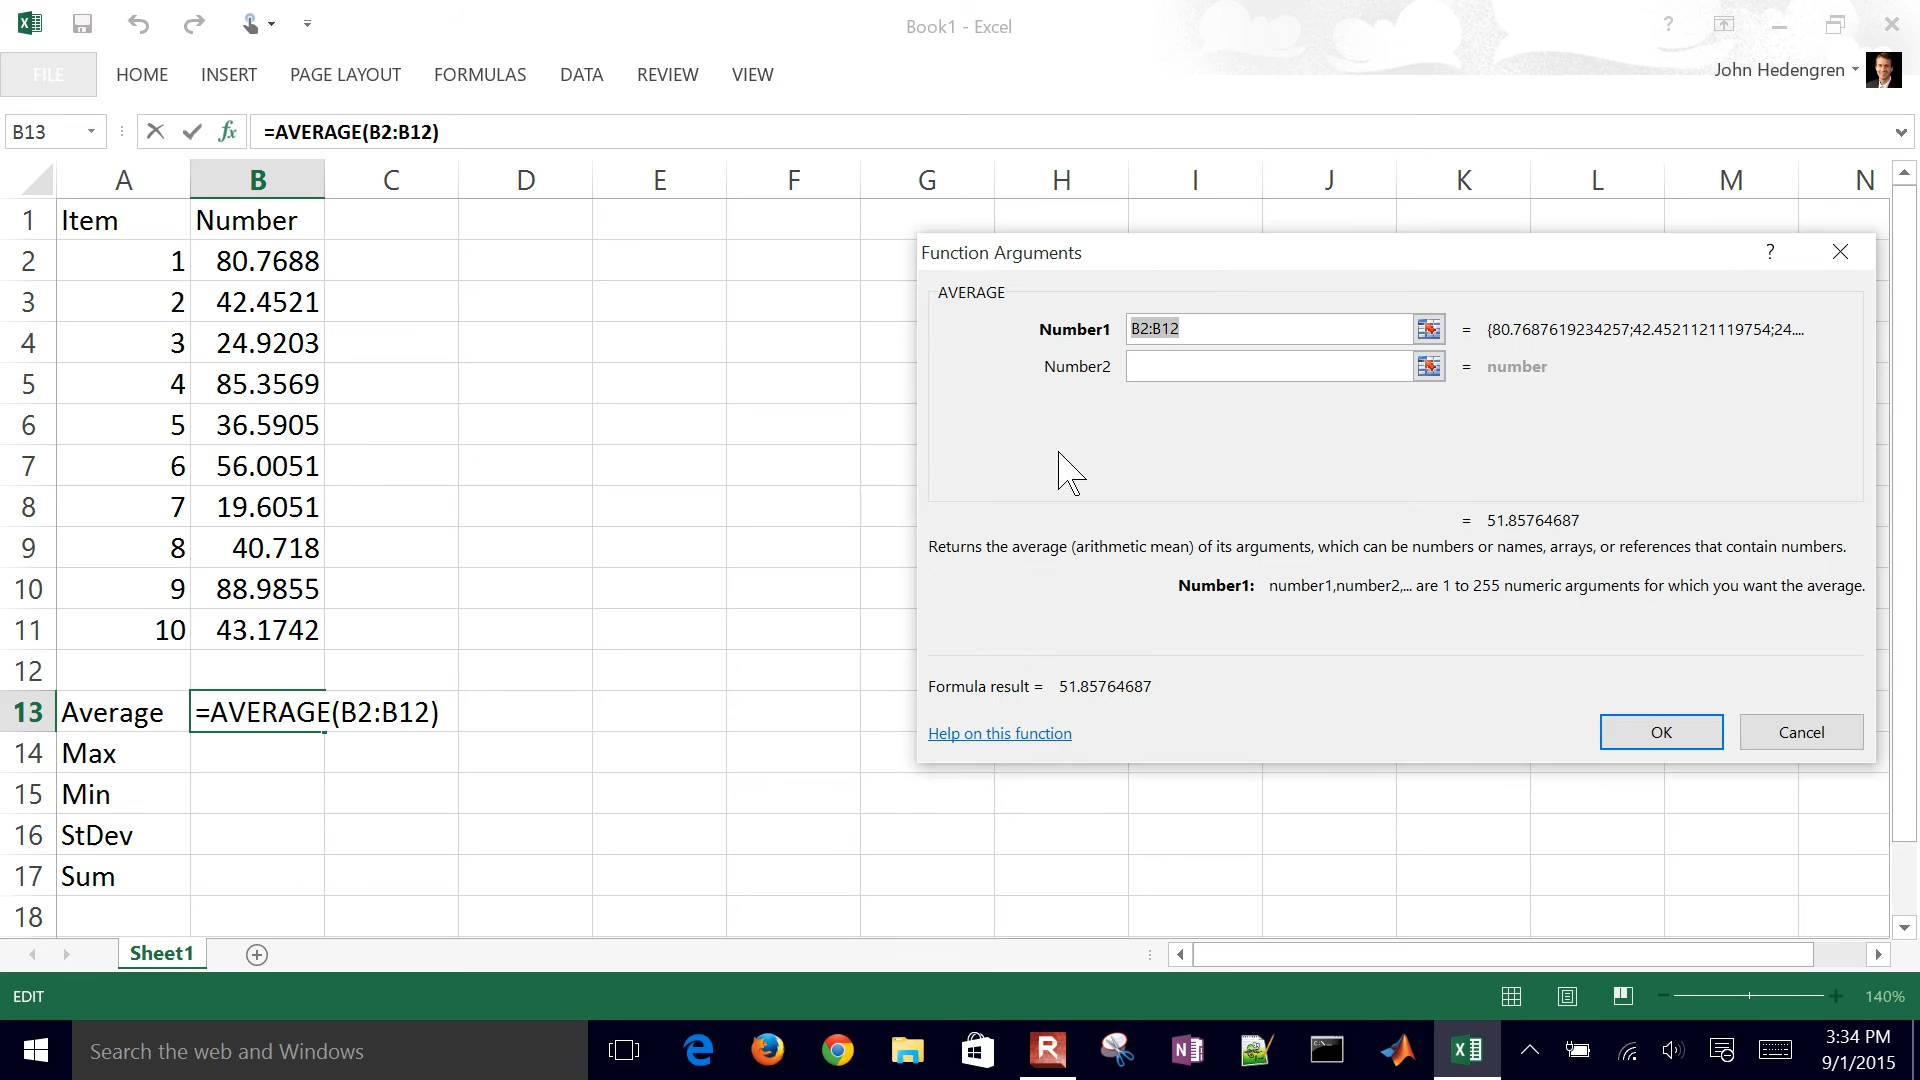 Book1 - Excel
?
FILE HOME INSERT PAGE LAYOUT FORMULAS DATA REVIEW VIEW
John Hedengren
B13 fx =AVERAGE(B2:B12)
A B C D E F G H I J K L M N
1 Item Number
2 1 80.7688
3 2 42.4521
4 3 24.9203
5 4 85.3569
6 5 36.5905
7 6 56.0051
8 7 19.6051
9 8 40.718
10 9 88.9855
11 10 43.1742
12
13 Average =AVERAGE(B2:B12)
14 Max
15 Min
16 StDev
17 Sum
18
Function Arguments ?
AVERAGE
Number1 B2:B12 = {80.7687619234257;42.4521121119754;24....
Number2 = number
= 51.85764687
Returns the average (arithmetic mean) of its arguments, which can be numbers or names, arrays, or references that contain numbers.
Number1: number1,number2,... are 1 to 255 numeric arguments for which you want the average.
Formula result = 51.85764687
Help on this function
OK Cancel
Sheet1
EDIT
140%
Search the web and Windows
3:34 PM
9/1/2015